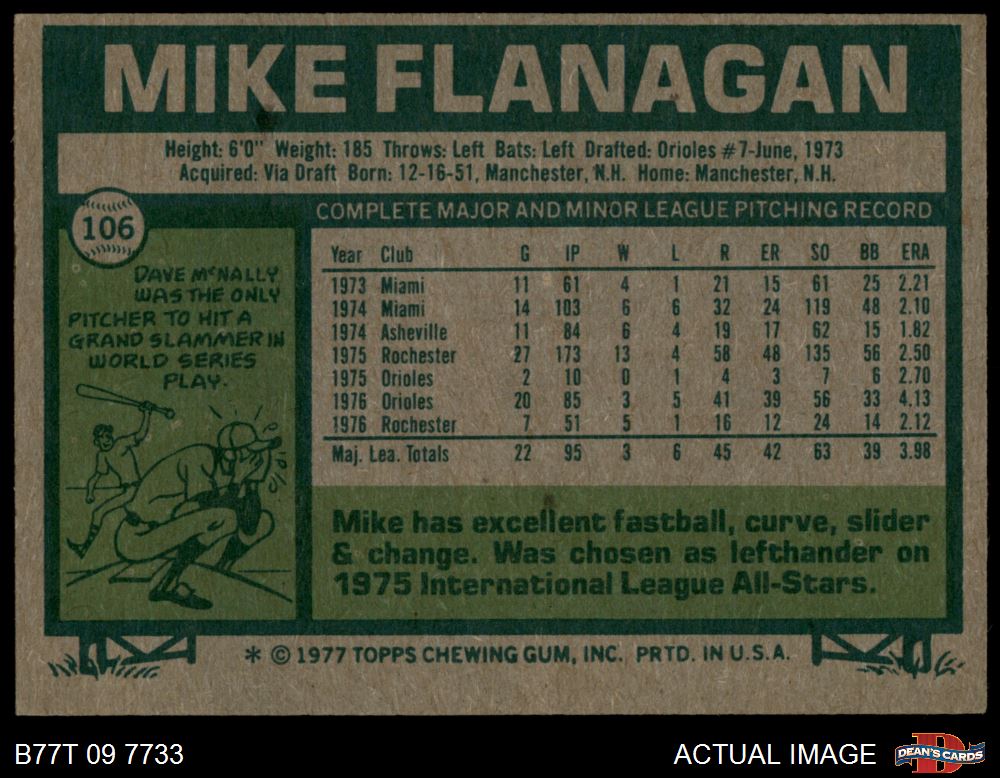 MIKE FLANAGAN
Height: 6'0" Weight: 185 Throws: Left Bats: Left Drafted: Orioles #7-June, 1973
Acquired: Via Draft Born: 12-16-51, Manchester, N.H. Home: Manchester, N.H.
106
DAVE McNALLY
WAS THE ONLY
PITCHER TO HIT A
GRAND SLAMMER IN
WORLD SERIES
PLAY.
COMPLETE MAJOR AND MINOR LEAGUE PITCHING RECORD
Year Club G IP W L R ER SO BB ERA
1973 Miami 11 61 4 1 21 15 61 25 2.21
1974 Miami 14 103 6 6 32 24 119 48 2.10
1974 Asheville 11 84 6 4 19 17 62 15 1.82
1975 Rochester 27 173 13 4 58 48 135 56 2.50
1975 Orioles 2 10 0 1 4 3 7 6 2.70
1976 Orioles 20 85 3 5 41 39 56 33 4.13
1976 Rochester 7 51 5 1 16 12 24 14 2.12
Maj. Lea. Totals 22 95 3 6 45 42 63 39 3.98
Mike has excellent fastball, curve, slider
& change. Was chosen as lefthander on
1975 International League All-Stars.
* © 1977 TOPPS CHEWING GUM, INC. PRTD. IN U.S.A.
B77T 09 7733
ACTUAL IMAGE
DEAN'S CARDS